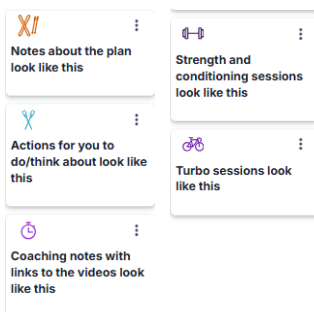 Notes about the plan
look like this
Actions for you to
do/think about look like
this
Coaching notes with
links to the videos look
like this
Strength and
conditioning sessions
look like this
Turbo sessions look
like this